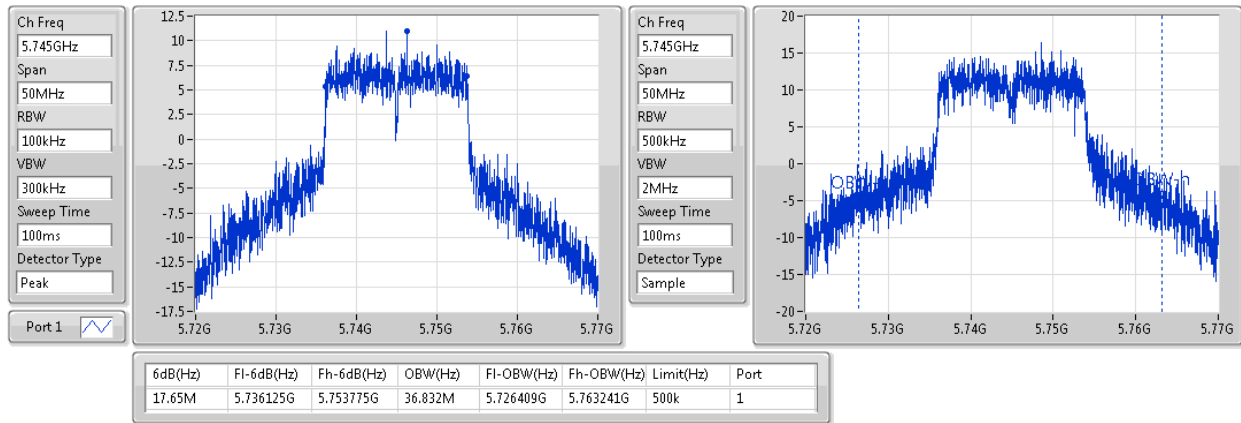 Ch Freq
5.745GHz
Span
50MHz
RBW
100kHz
VBW
300kHz
Sweep Time
100ms
Detector Type
Peak
Port 1
12.5
10
7.5
5
2.5
0
-2.5
-5
-7.5
-10
-12.5
-15
-17.5
5.72G 5.73G 5.74G 5.75G 5.76G 5.77G
Ch Freq
5.745GHz
Span
50MHz
RBW
500kHz
VBW
2MHz
Sweep Time
100ms
Detector Type
Sample
20
15
10
5
0
-5
-10
-15
-20
5.72G 5.73G 5.74G 5.75G 5.76G 5.77G
6dB(Hz) Fl-6dB(Hz) Fh-6dB(Hz) OBW(Hz) Fl-OBW(Hz) Fh-OBW(Hz) Limit(Hz) Port
17.65M 5.736125G 5.753775G 36.832M 5.726409G 5.763241G 500k 1